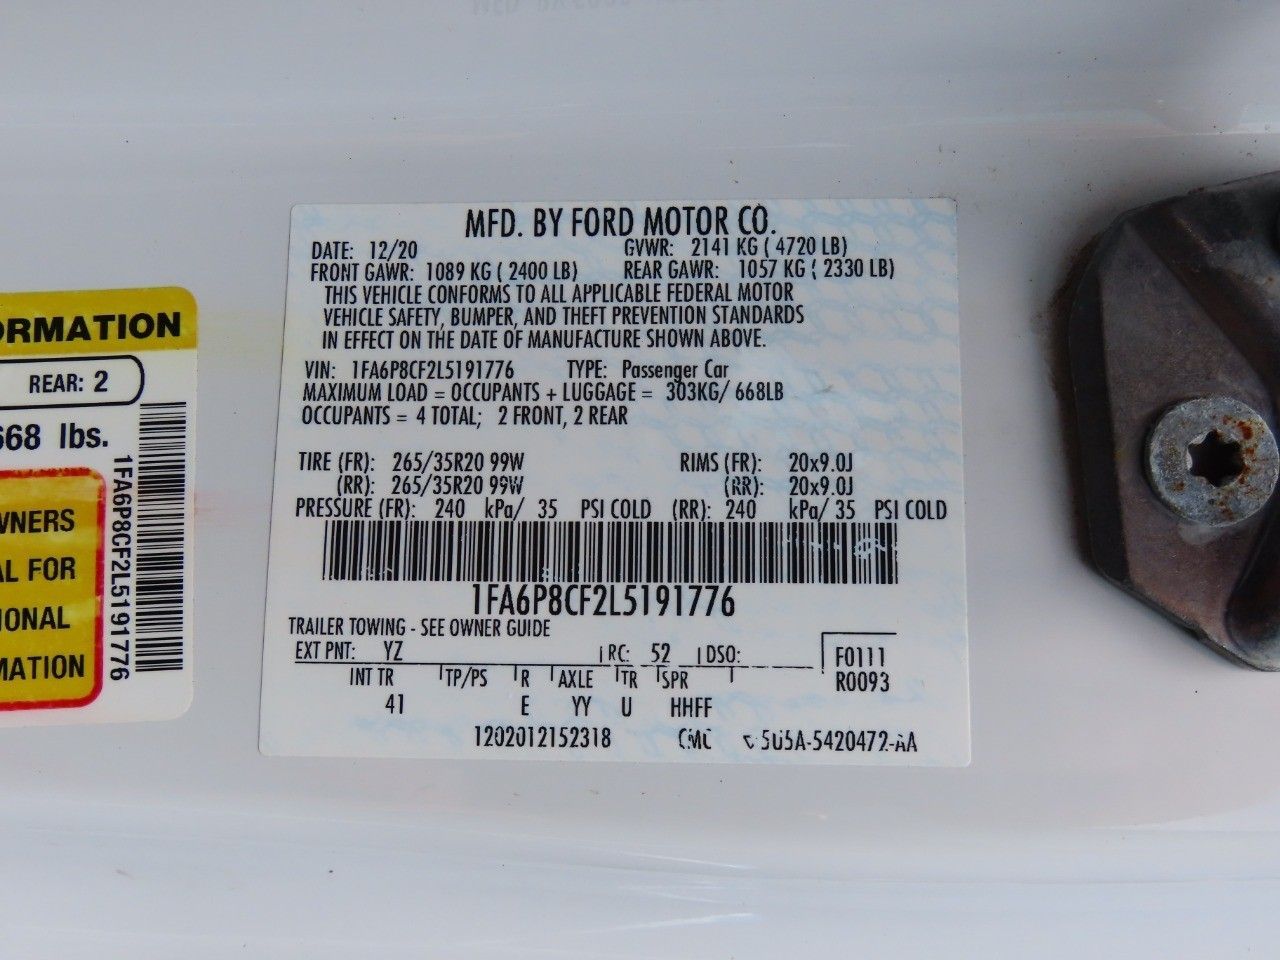 ORMATION
REAR: 2
668 lbs.
WNERS
AL FOR
IONAL
MATION
1FA6P8CF2L5191776
MFD. BY FORD MOTOR CO.
DATE: 12/20 GVWR: 2141 KG ( 4720 LB)
FRONT GAWR: 1089 KG ( 2400 LB) REAR GAWR: 1057 KG ( 2330 LB)
THIS VEHICLE CONFORMS TO ALL APPLICABLE FEDERAL MOTOR
VEHICLE SAFETY, BUMPER, AND THEFT PREVENTION STANDARDS
IN EFFECT ON THE DATE OF MANUFACTURE SHOWN ABOVE.
VIN: 1FA6P8CF2L5191776 TYPE: Passenger Car
MAXIMUM LOAD = OCCUPANTS + LUGGAGE = 303KG/ 668LB
OCCUPANTS = 4 TOTAL; 2 FRONT, 2 REAR
TIRE (FR): 265/35R20 99W RIMS (FR): 20x9.0J
(RR): 265/35R20 99W (RR): 20x9.0J
PRESSURE (FR): 240 kPa/ 35 PSI COLD (RR): 240 kPa/ 35 PSI COLD
1FA6P8CF2L5191776
TRAILER TOWING - SEE OWNER GUIDE
EXT PNT: YZ RC: 52 DSO: F0111
INT TR TP/PS R AXLE TR SPR R0093
41 E YY U HHFF
1202012152318 CMC 5U5A-5420472-AA